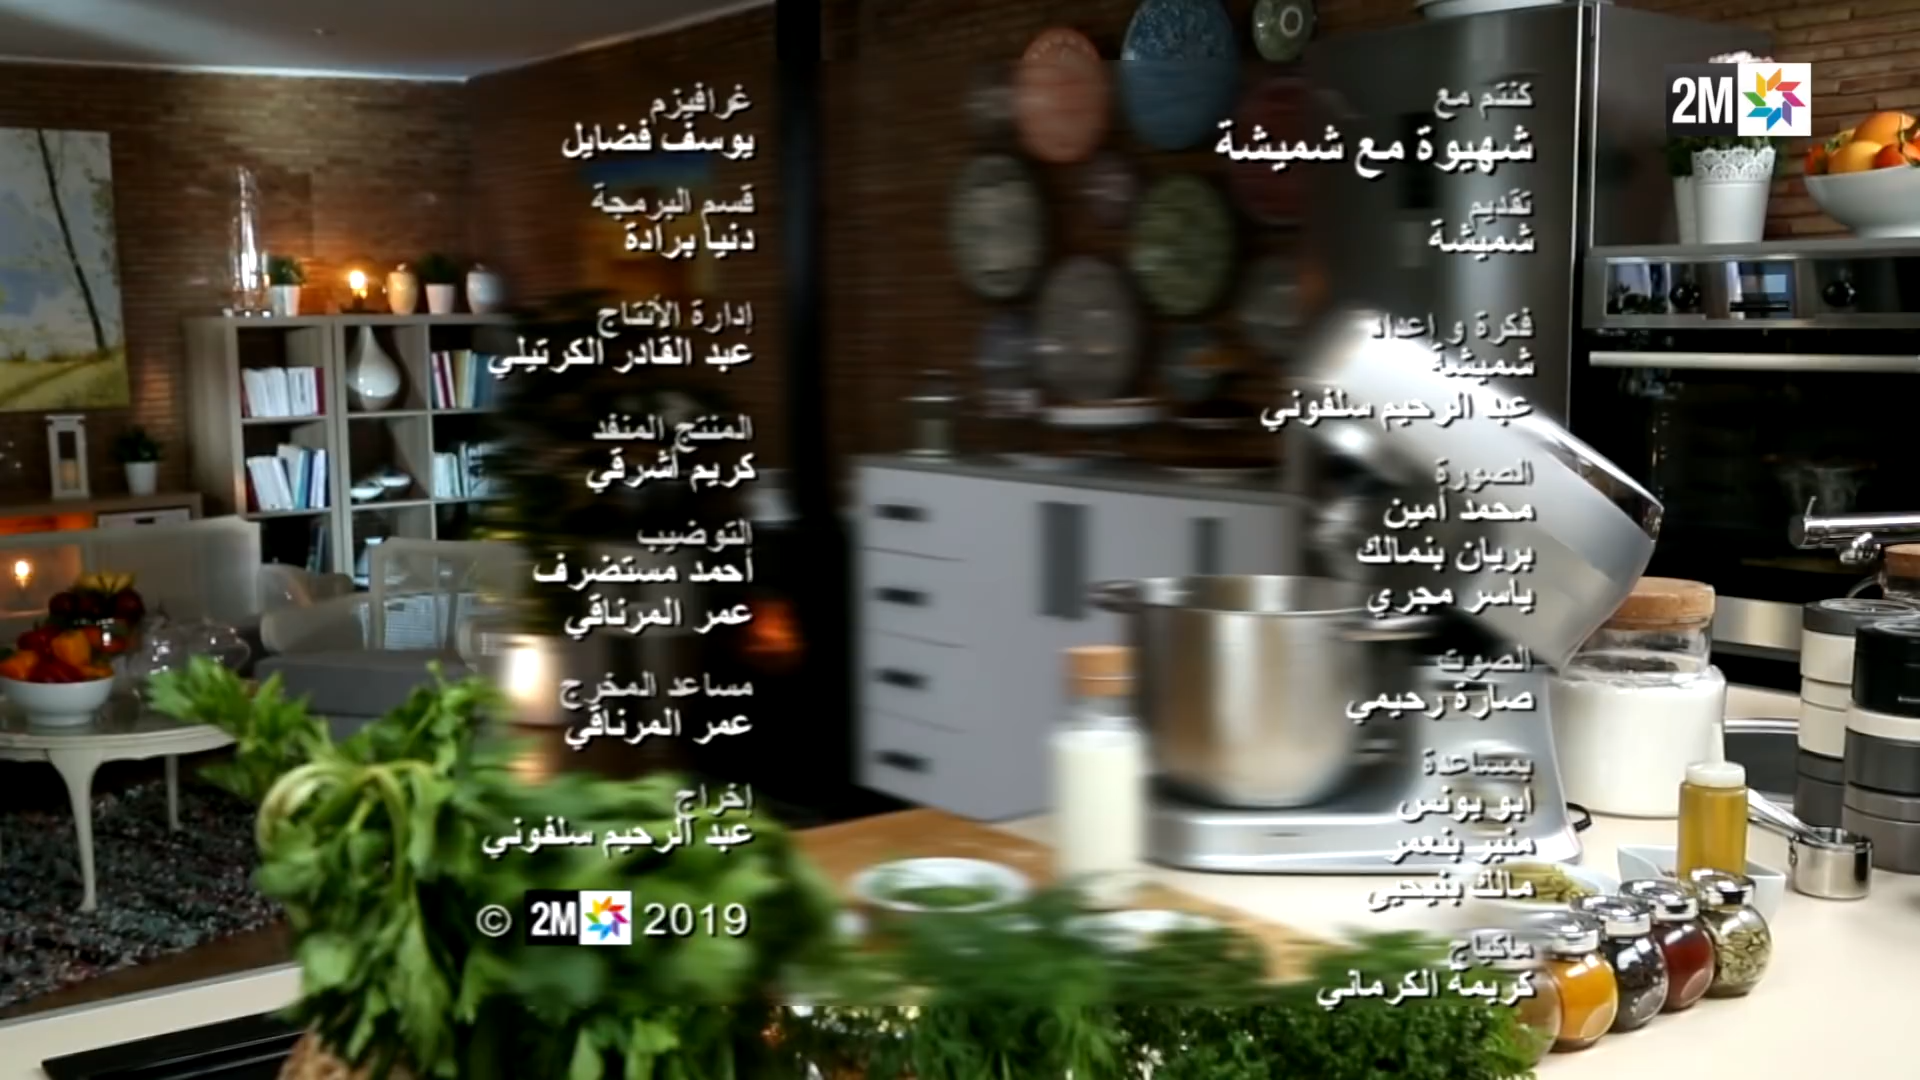 2M
كنتم مع
شهيوة مع شميشة
تقديم
شميشة
فكرة و إعداد
شميشة
عبد الرحيم سلفوني
الصورة
محمد أمين
بريان بنمالك
ياسر مجري
الصوت
صارة رحيمي
بمساعدة
ابو يونس
منير بنعمر
مالك بنيحيى
ماكياج
كريمة الكرماني
غرافيزم
يوسف فضايل
قسم البرمجة
دنيا برادة
إدارة الأنتاج
عبد القادر الكرتيلي
المنتج المنفد
كريم أشرقي
التوضيب
أحمد مستضرف
عمر المرناقي
مساعد المخرج
عمر المرناقي
إخراج
عبد الرحيم سلفوني
© 2M 2019